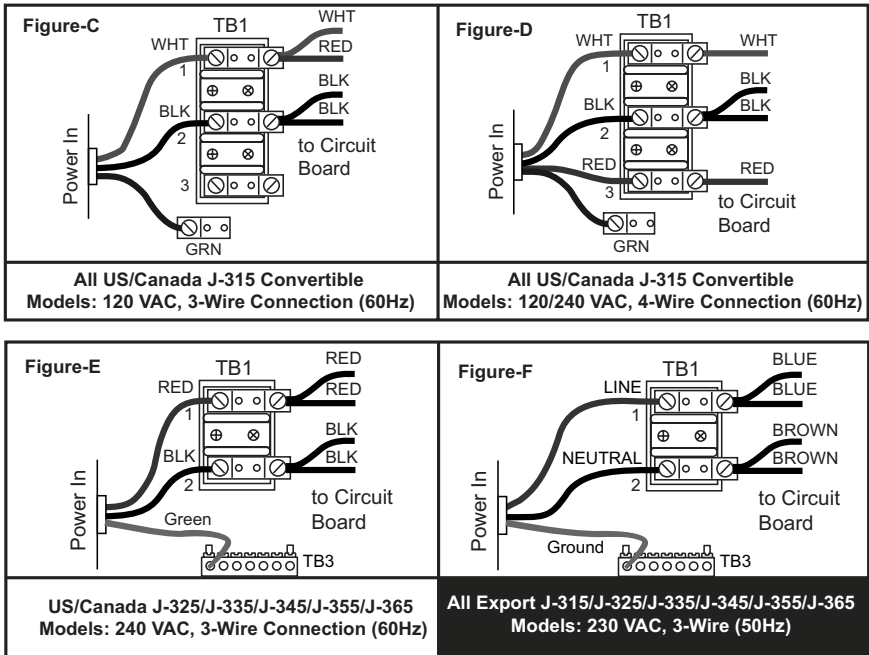 Figure-C
TB1
WHT
WHT
RED
1
BLK
BLK
BLK
2
to Circuit
Board
3
Power In
GRN
All US/Canada J-315 Convertible
Models: 120 VAC, 3-Wire Connection (60Hz)
Figure-D
TB1
WHT
WHT
1
BLK
BLK
BLK
2
RED
RED
3
to Circuit
Board
Power In
GRN
All US/Canada J-315 Convertible
Models: 120/240 VAC, 4-Wire Connection (60Hz)
Figure-E
TB1
RED
RED
RED
1
BLK
BLK
BLK
2
to Circuit
Board
Power In
Green
TB3
US/Canada J-325/J-335/J-345/J-355/J-365
Models: 240 VAC, 3-Wire Connection (60Hz)
Figure-F
TB1
BLUE
LINE
BLUE
1
BROWN
NEUTRAL
BROWN
2
to Circuit
Board
Power In
Ground
TB3
All Export J-315/J-325/J-335/J-345/J-355/J-365
Models: 230 VAC, 3-Wire (50Hz)